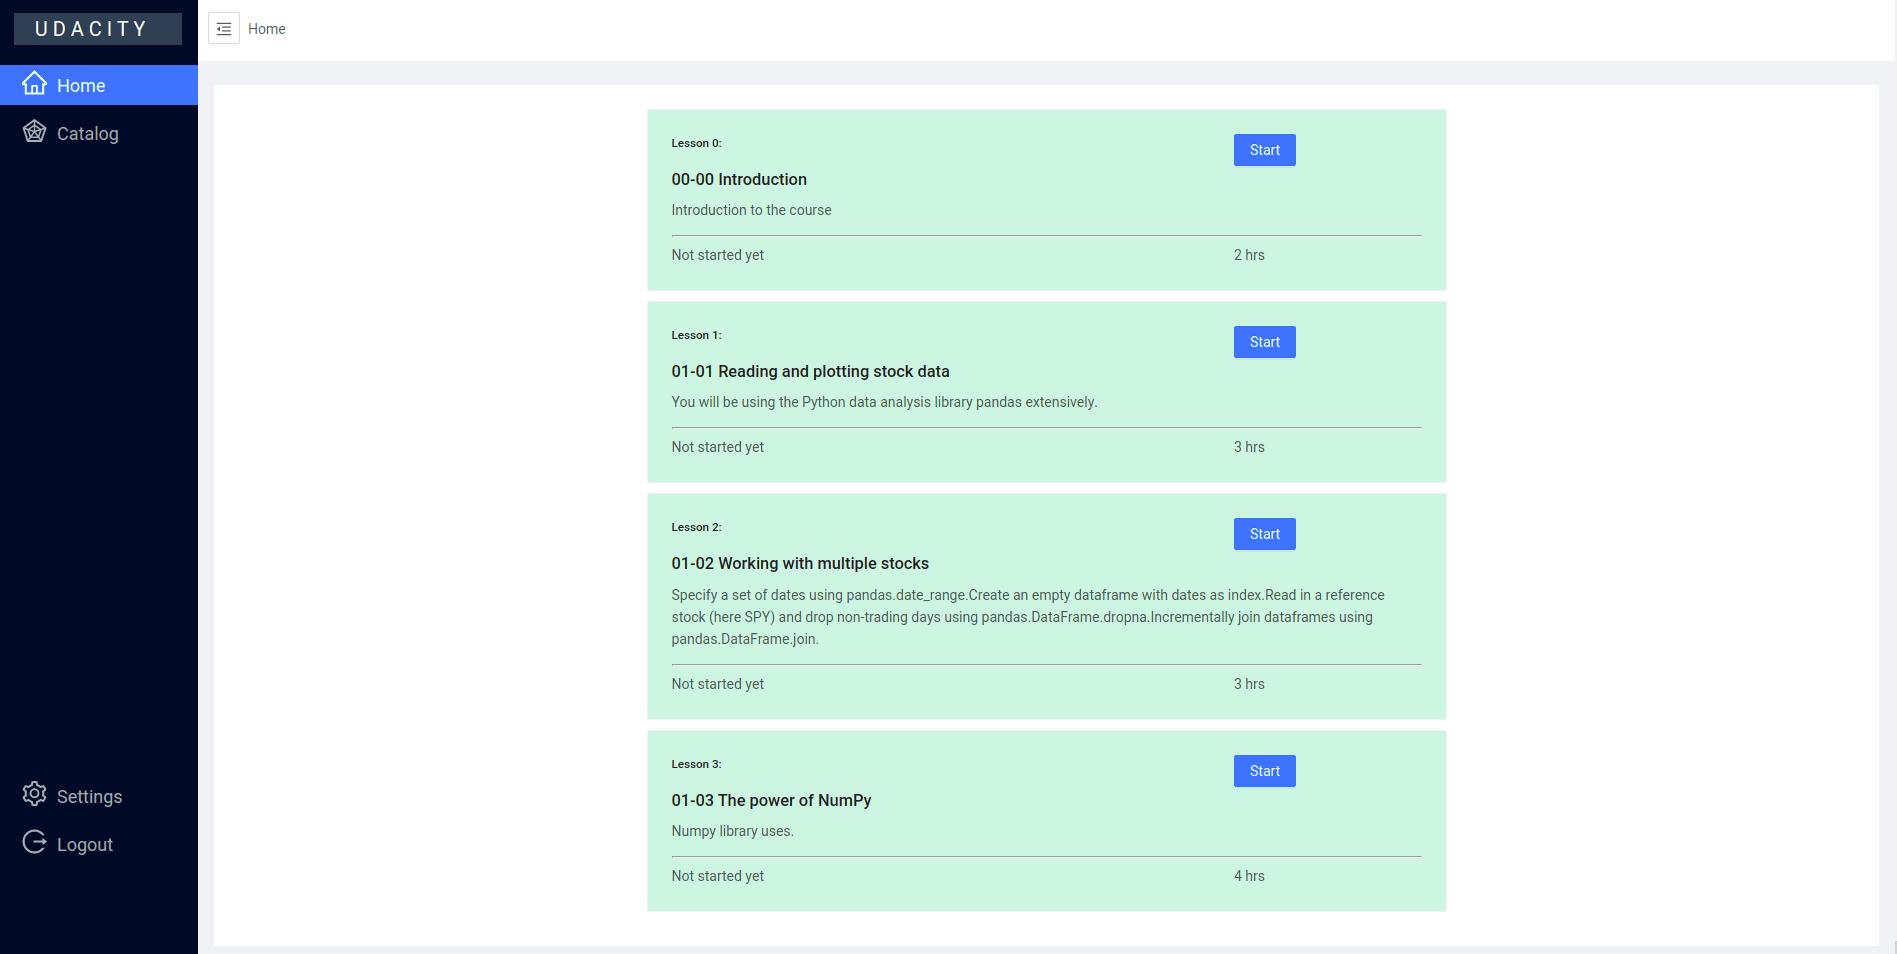 UDACITY
Home
Home
Catalog
Settings
Logout
Lesson 0:
Start
00-00 Introduction
Introduction to the course
Not started yet
2 hrs
Lesson 1:
Start
01-01 Reading and plotting stock data
You will be using the Python data analysis library pandas extensively.
Not started yet
3 hrs
Lesson 2:
Start
01-02 Working with multiple stocks
Specify a set of dates using pandas.date_range.Create an empty dataframe with dates as index.Read in a reference
stock (here SPY) and drop non-trading days using pandas.DataFrame.dropna.Incrementally join dataframes using
pandas.DataFrame.join.
Not started yet
3 hrs
Lesson 3:
Start
01-03 The power of NumPy
Numpy library uses.
Not started yet
4 hrs